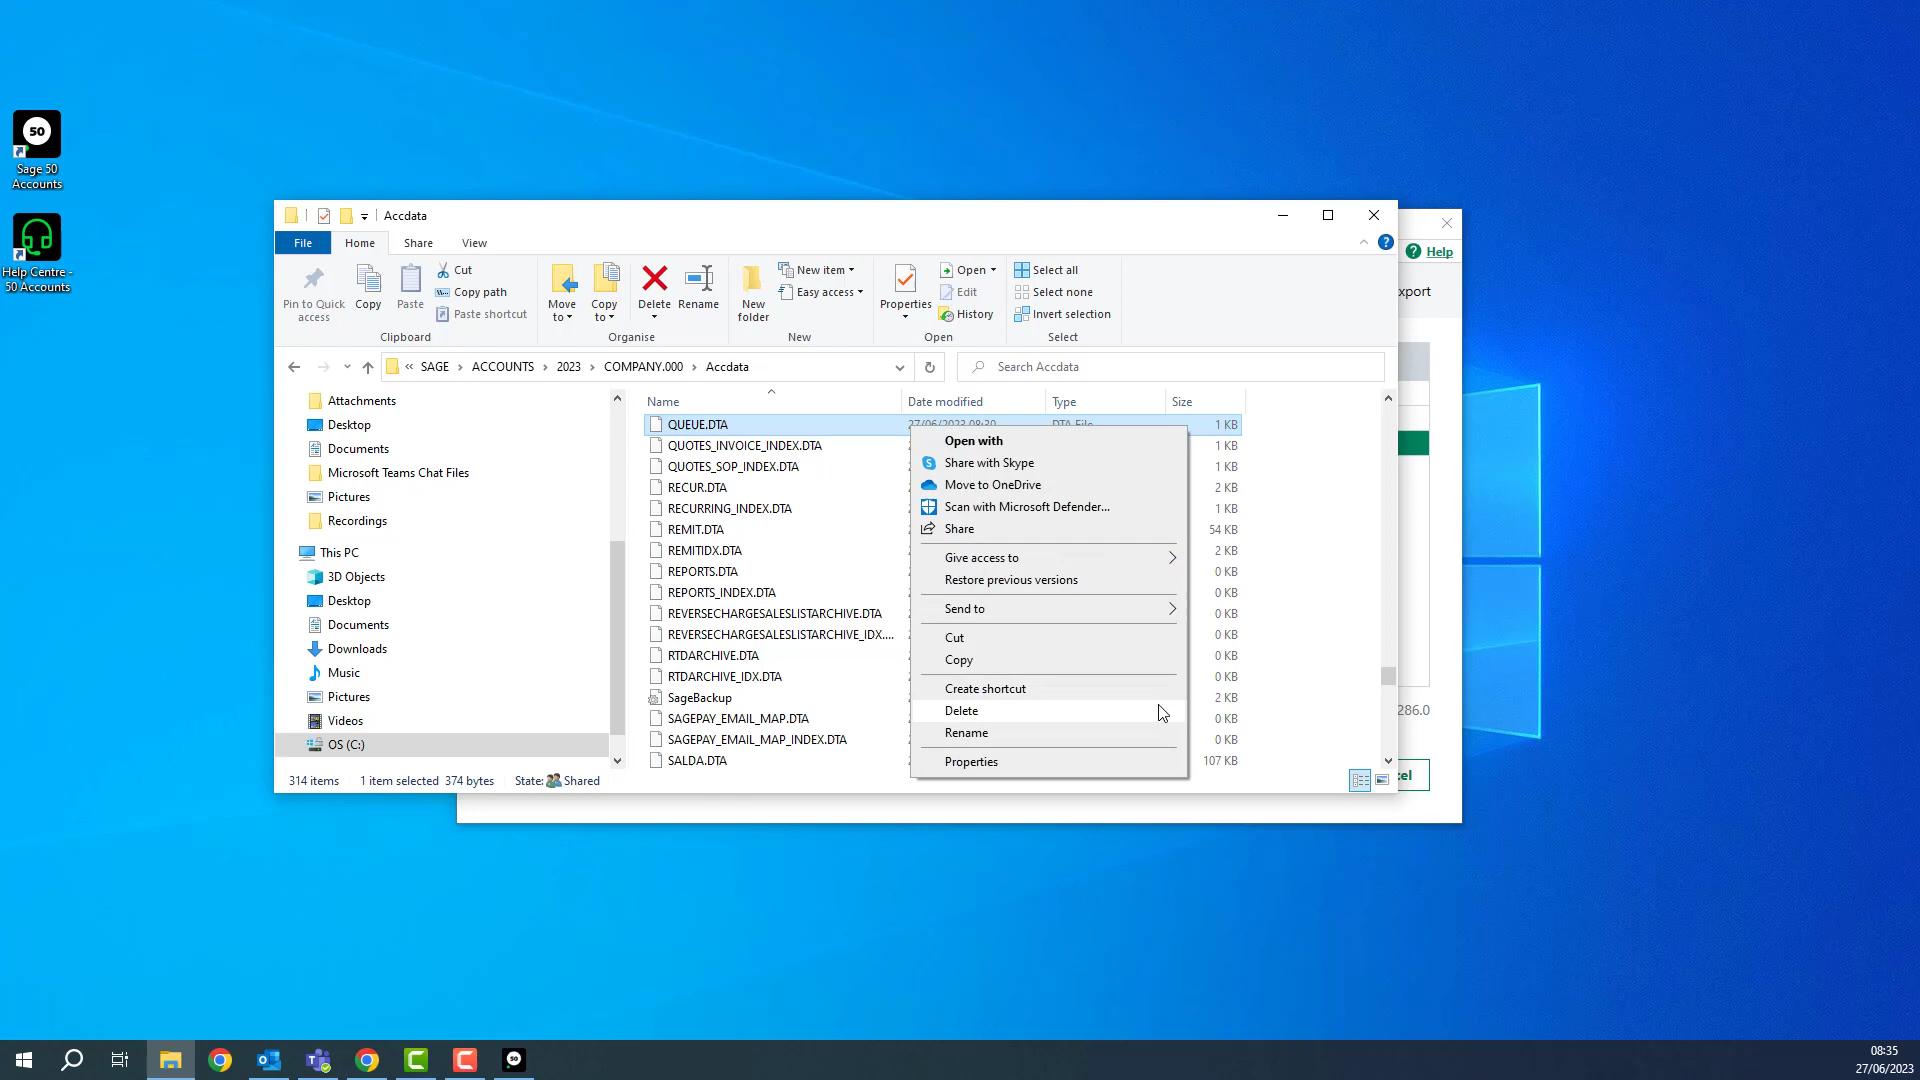 50
Sage 50
Accounts
Help Centre -
50 Accounts
Accdata
File
Home
Share
View
Help
Pin to Quick
access
Copy
Paste
Cut
Copy path
Paste shortcut
Clipboard
Move
to
Copy
to
Delete
Rename
Organise
New
folder
New item
Easy access
New
Properties
Open
Edit
History
Open
Select all
Select none
Invert selection
Select
xport
« SAGE > ACCOUNTS > 2023 > COMPANY.000 > Accdata
Search Accdata
Attachments
Desktop
Documents
Microsoft Teams Chat Files
Pictures
Recordings
This PC
3D Objects
Desktop
Documents
Downloads
Music
Pictures
Videos
OS (C:)
Name
Date modified
Type
Size
QUEUE.DTA 1 KB
QUOTES_INVOICE_INDEX.DTA 1 KB
QUOTES_SOP_INDEX.DTA 1 KB
RECUR.DTA 2 KB
RECURRING_INDEX.DTA 1 KB
REMIT.DTA 54 KB
REMITIDX.DTA 2 KB
REPORTS.DTA 0 KB
REPORTS_INDEX.DTA 0 KB
REVERSECHARGESALESLISTARCHIVE.DTA 0 KB
REVERSECHARGESALESLISTARCHIVE_IDX.... 0 KB
RTDARCHIVE.DTA 0 KB
RTDARCHIVE_IDX.DTA 0 KB
SageBackup 2 KB
SAGEPAY_EMAIL_MAP.DTA 0 KB
SAGEPAY_EMAIL_MAP_INDEX.DTA 0 KB
SALDA.DTA 107 KB
Open with
Share with Skype
Move to OneDrive
Scan with Microsoft Defender...
Share
Give access to
Restore previous versions
Send to
Cut
Copy
Create shortcut
Delete
Rename
Properties
286.0
cel
314 items 1 item selected 374 bytes State: Shared
08:35
27/06/2023